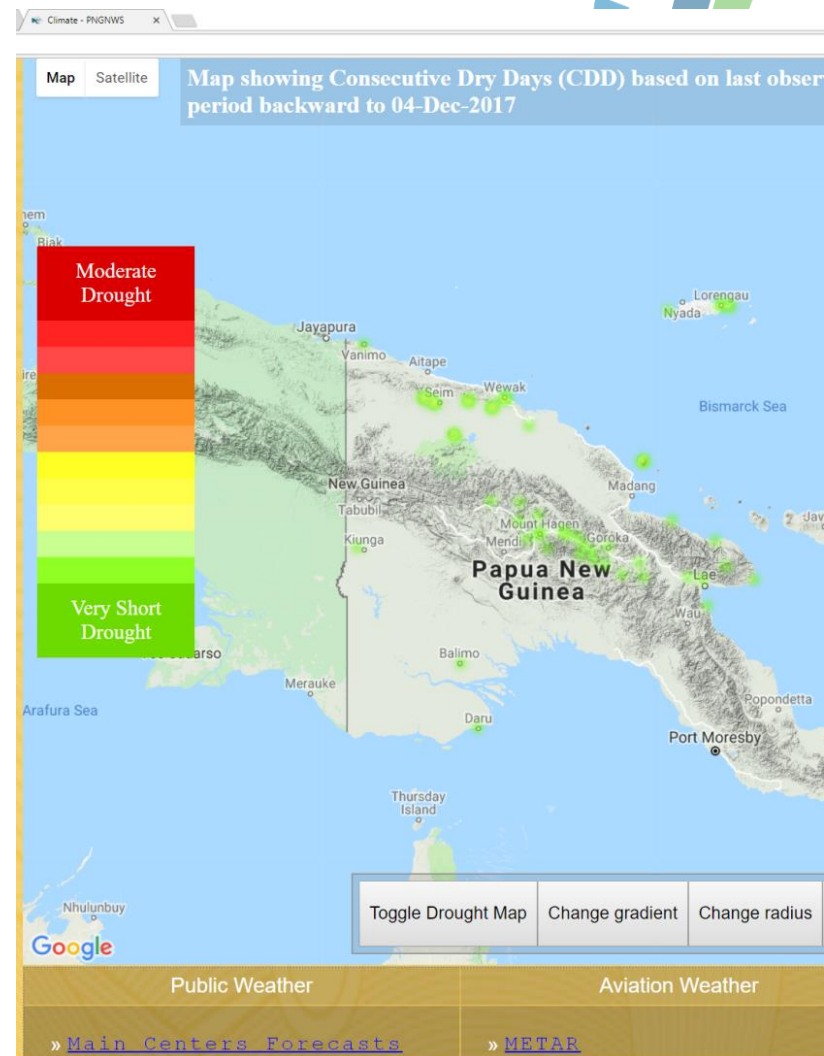 Climate - PNGNWS
Map Satellite
Map showing Consecutive Dry Days (CDD) based on last obser
period backward to 04-Dec-2017
Biak
Moderate
Drought
Lorengau
Nyada
Jayapura
Vanimo
Aitape
Seim
Wewak
Bismarck Sea
New Guinea
Madang
Tabubil
Mount Hagen
Mendi
Goroka
Kiunga
Papua New
Guinea
Lae
Wau
Very Short
Drought
arso
Balimo
Merauke
Popondetta
Arafura Sea
Daru
Port Moresby
Thursday
Island
Nhulunbuy
Toggle Drought Map Change gradient Change radius
Google
Public Weather Aviation Weather
» Main Centers Forecasts » METAR